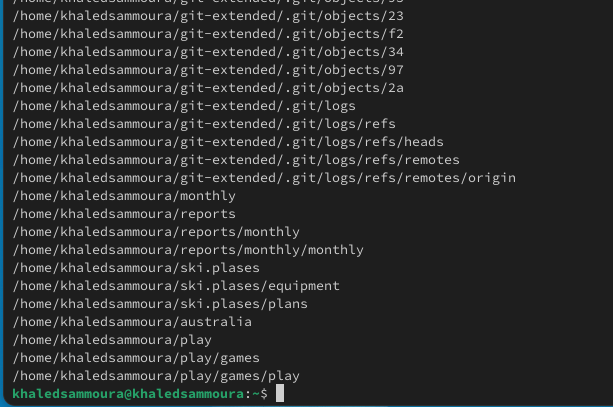 /home/khaledsammoura/git-extended/.git/objects/23
/home/khaledsammoura/git-extended/.git/objects/f2
/home/khaledsammoura/git-extended/.git/objects/34
/home/khaledsammoura/git-extended/.git/objects/97
/home/khaledsammoura/git-extended/.git/objects/2a
/home/khaledsammoura/git-extended/.git/logs
/home/khaledsammoura/git-extended/.git/logs/refs
/home/khaledsammoura/git-extended/.git/logs/refs/heads
/home/khaledsammoura/git-extended/.git/logs/refs/remotes
/home/khaledsammoura/git-extended/.git/logs/refs/remotes/origin
/home/khaledsammoura/monthly
/home/khaledsammoura/reports
/home/khaledsammoura/reports/monthly
/home/khaledsammoura/reports/monthly/monthly
/home/khaledsammoura/ski.plases
/home/khaledsammoura/ski.plases/equipment
/home/khaledsammoura/ski.plases/plans
/home/khaledsammoura/australia
/home/khaledsammoura/play
/home/khaledsammoura/play/games
/home/khaledsammoura/play/games/play
khaledsammoura@khaledsammoura:~$